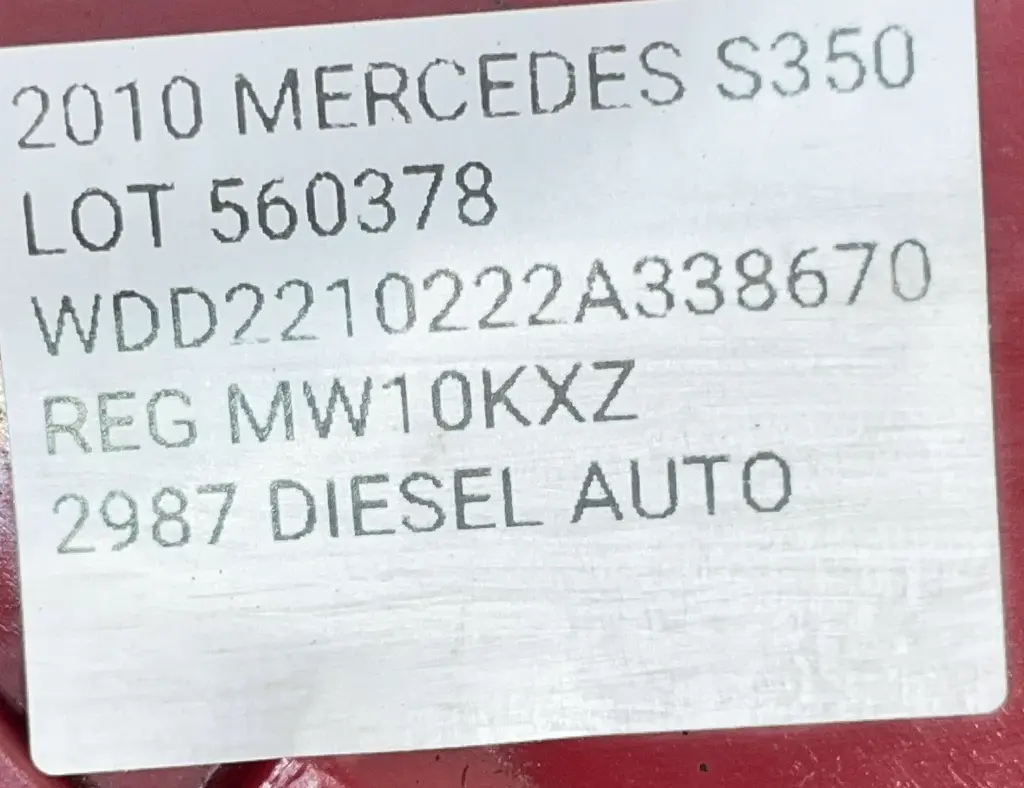 2010 MERCEDES S350
LOT 560378
WDD2210222A338670
REG MW10KXZ
2987 DIESEL AUTO